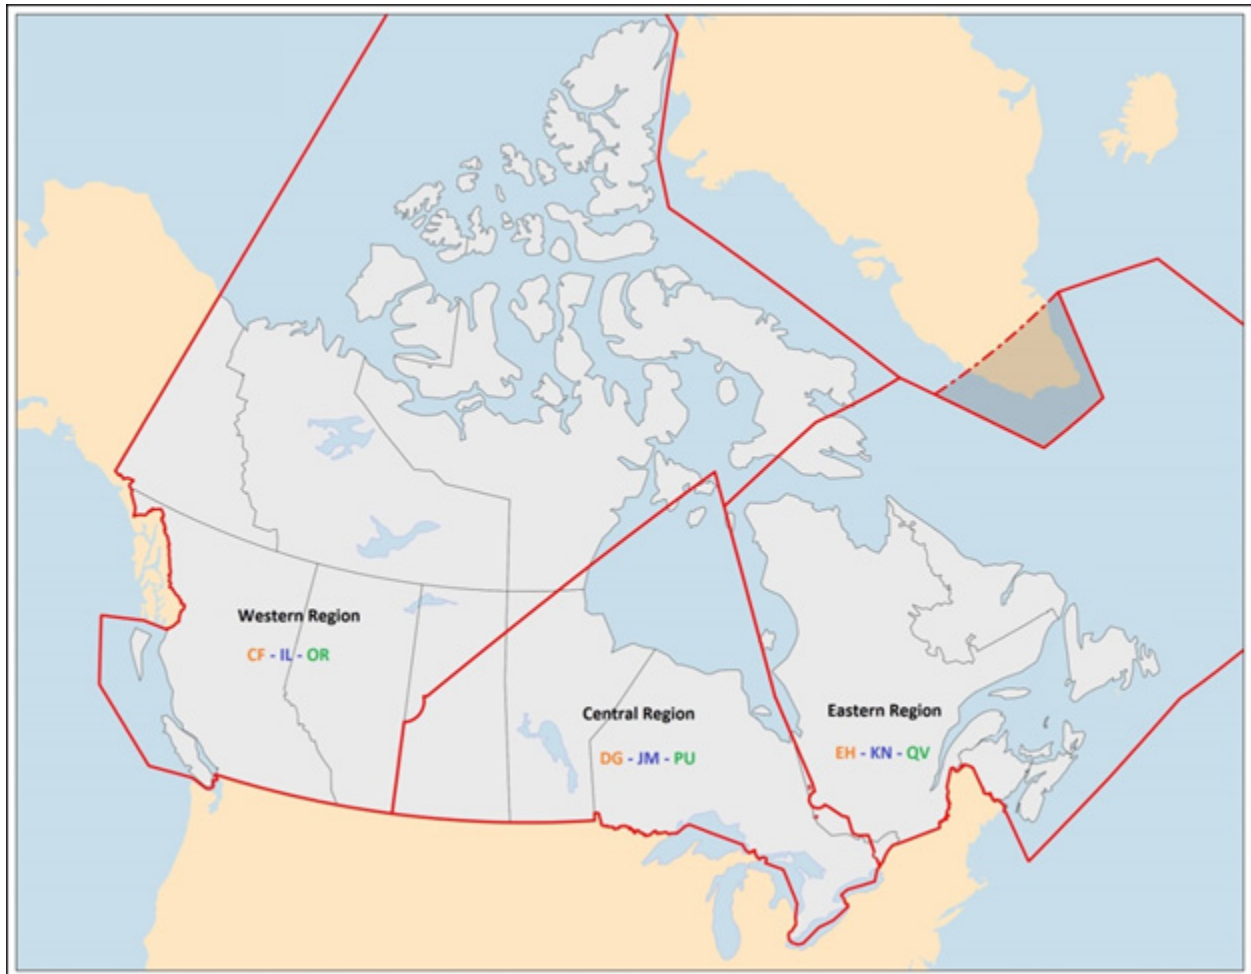 Western Region
CF - IL - OR
Central Region
DG - JM - PU
Eastern Region
EH - KN - QV